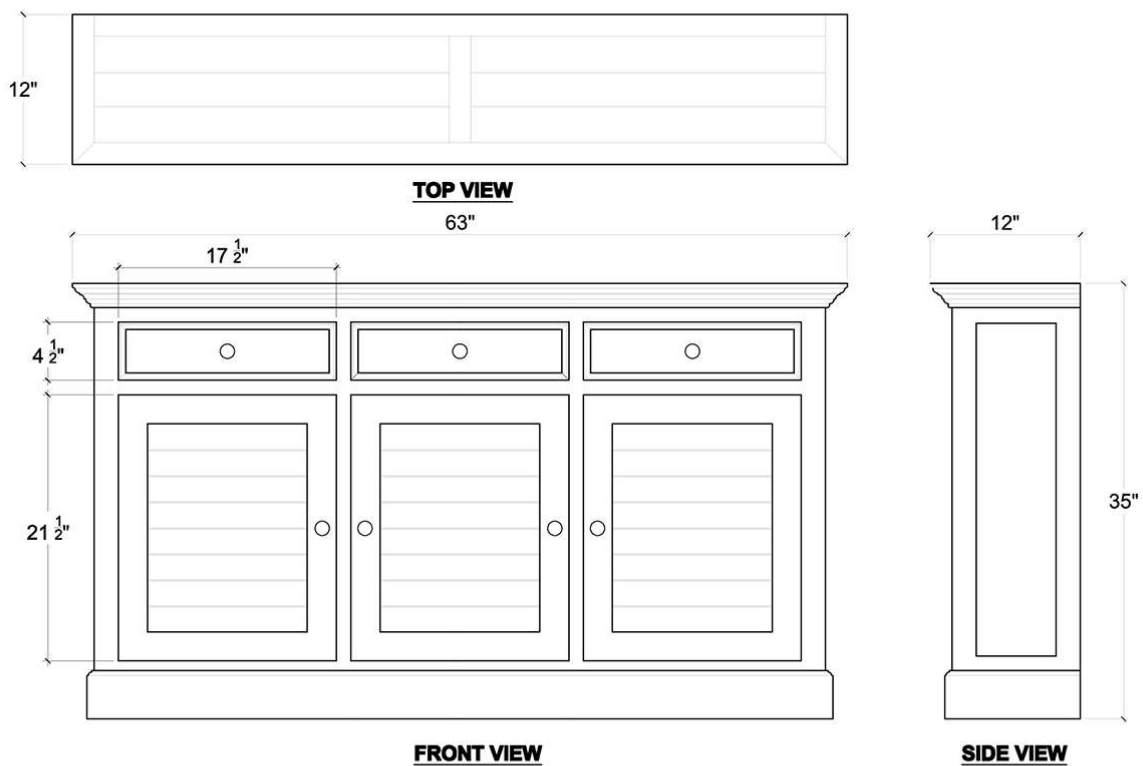 12"
TOP VIEW
63"
12"
17 1/2"
4 1/2"
21 1/2"
35"
FRONT VIEW
SIDE VIEW